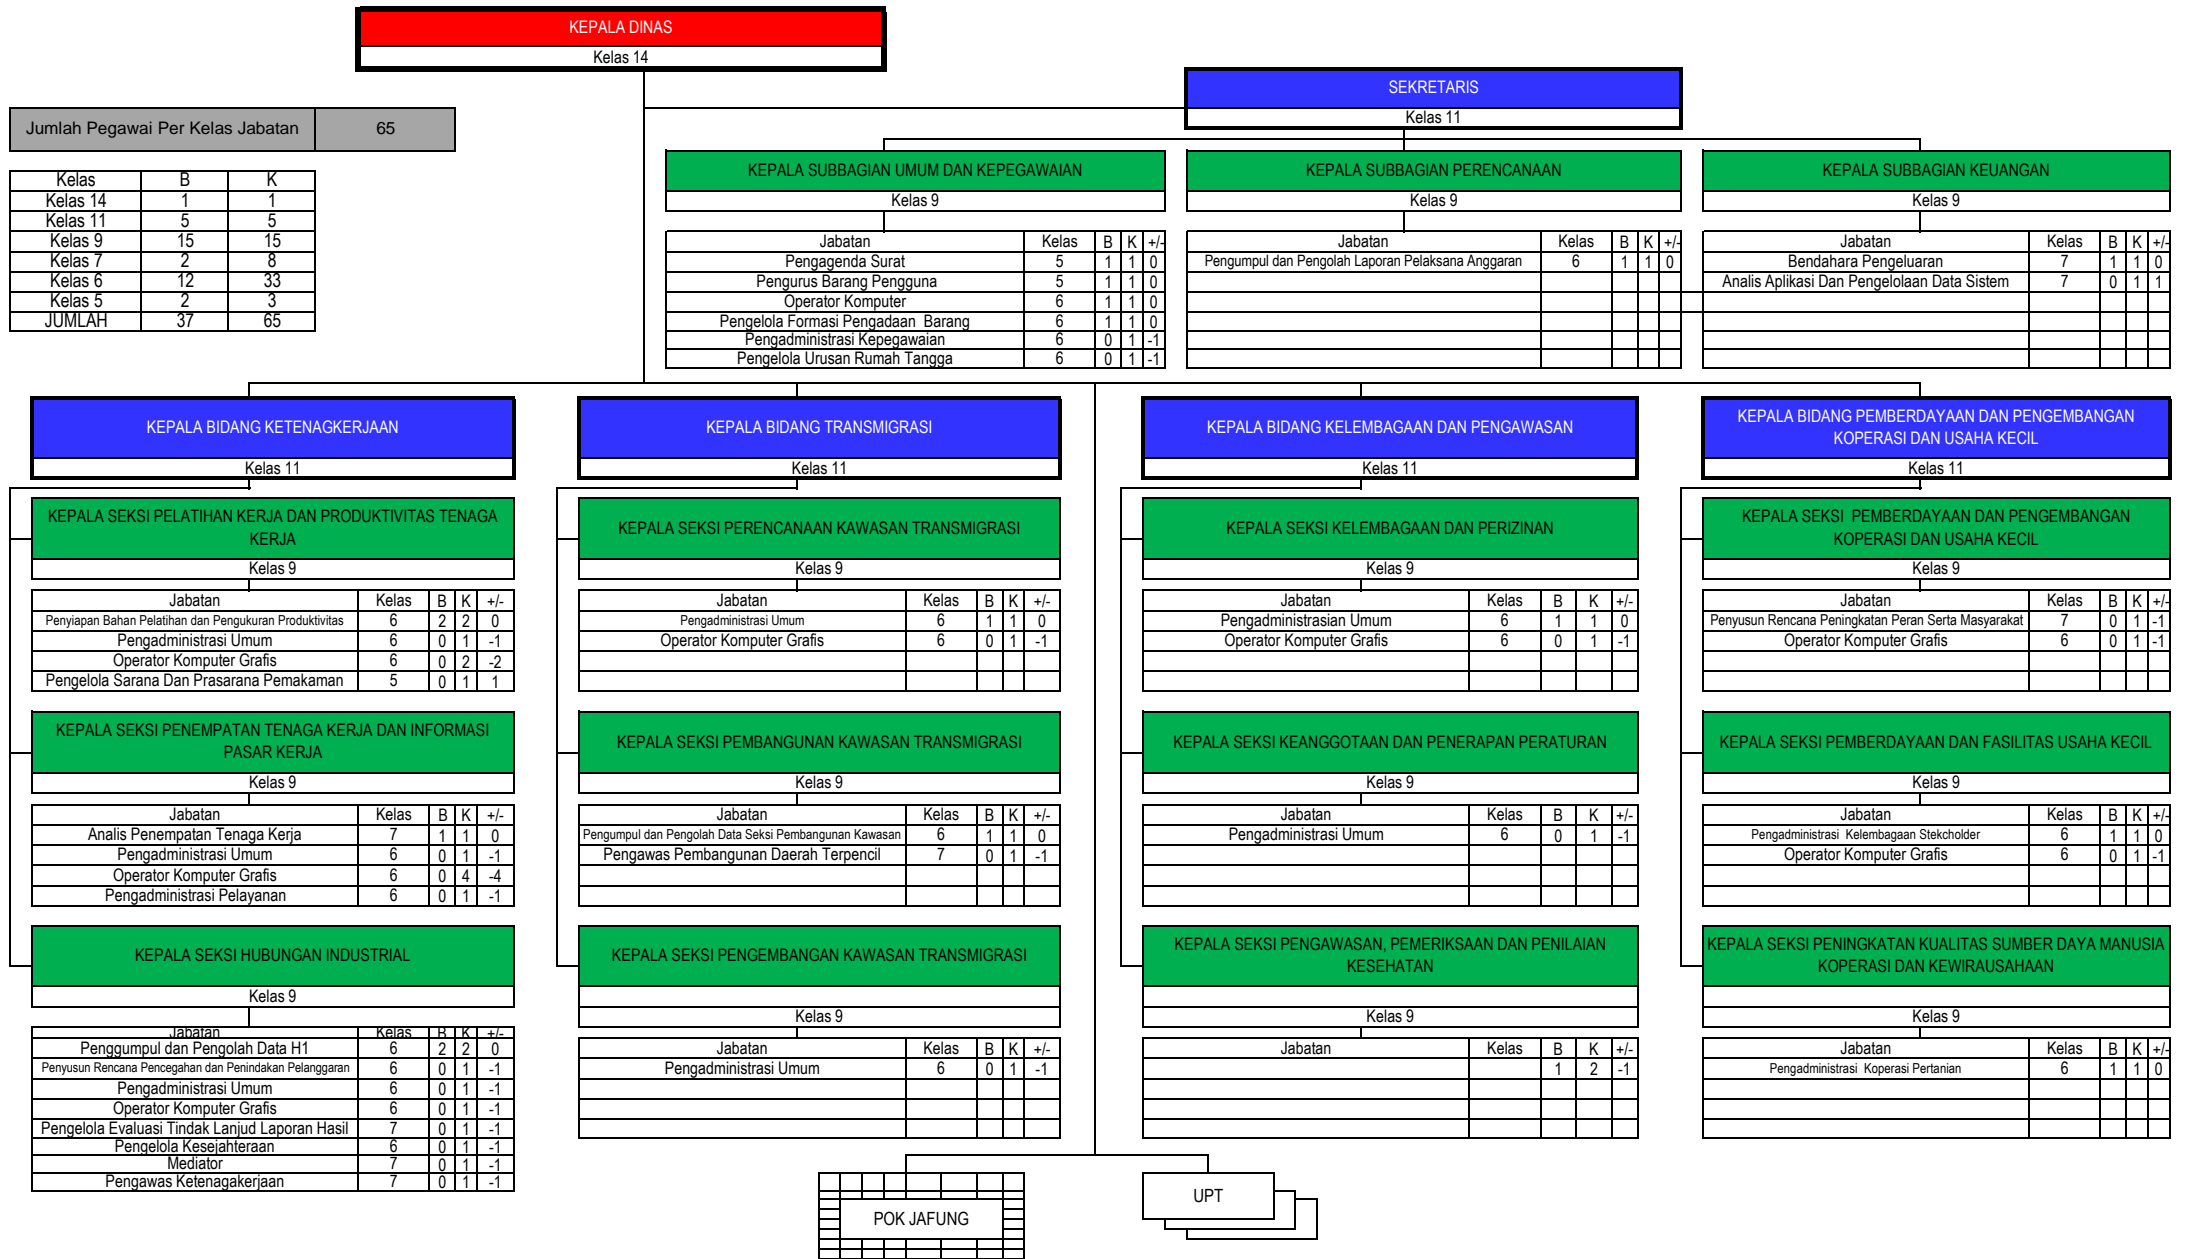 KEPALA DINAS
Kelas 14
SEKRETARIS
Kelas 11
Jumlah Pegawai Per Kelas Jabatan 65
Kelas B K
Kelas 14 1 1
Kelas 11 5 5
Kelas 9 15 15
Kelas 7 2 8
Kelas 6 12 33
Kelas 5 2 3
JUMLAH 37 65
KEPALA SUBBAGIAN UMUM DAN KEPEGAWAIAN
Kelas 9
Jabatan Kelas B K +/-
Pengagenda Surat 5 1 1 0
Pengurus Barang Pengguna 5 1 1 0
Operator Komputer 6 1 1 0
Pengelola Formasi Pengadaan Barang 6 1 1 0
Pengadministrasi Kepegawaian 6 0 1 -1
Pengelola Urusan Rumah Tangga 6 0 1 -1
KEPALA SUBBAGIAN PERENCANAAN
Kelas 9
Jabatan Kelas B K +/-
Pengumpul dan Pengolah Laporan Pelaksana Anggaran 6 1 1 0
KEPALA SUBBAGIAN KEUANGAN
Kelas 9
Jabatan Kelas B K +/-
Bendahara Pengeluaran 7 1 1 0
Analis Aplikasi Dan Pengelolaan Data Sistem 7 0 1 1
KEPALA BIDANG KETENAGKERJAAN
Kelas 11
KEPALA SEKSI PELATIHAN KERJA DAN PRODUKTIVITAS TENAGA
KERJA
Kelas 9
Jabatan Kelas B K +/-
Penyiapan Bahan Pelatihan dan Pengukuran Produktivitas 6 2 2 0
Pengadministrasi Umum 6 0 1 -1
Operator Komputer Grafis 6 0 2 -2
Pengelola Sarana Dan Prasarana Pemakaman 5 0 1 1
KEPALA SEKSI PENEMPATAN TENAGA KERJA DAN INFORMASI
PASAR KERJA
Kelas 9
Jabatan Kelas B K +/-
Analis Penempatan Tenaga Kerja 7 1 1 0
Pengadministrasi Umum 6 0 1 -1
Operator Komputer Grafis 6 0 4 -4
Pengadministrasi Pelayanan 6 0 1 -1
KEPALA SEKSI HUBUNGAN INDUSTRIAL
Kelas 9
Jabatan Kelas B K +/-
Penggumpul dan Pengolah Data H1 6 2 2 0
Penyusun Rencana Pencegahan dan Penindakan Pelanggaran 6 0 1 -1
Pengadministrasi Umum 6 0 1 -1
Operator Komputer Grafis 6 0 1 -1
Pengelola Evaluasi Tindak Lanjud Laporan Hasil 7 0 1 -1
Pengelola Kesejahteraan 6 0 1 -1
Mediator 7 0 1 -1
Pengawas Ketenagakerjaan 7 0 1 -1
KEPALA BIDANG TRANSMIGRASI
Kelas 11
KEPALA SEKSI PERENCANAAN KAWASAN TRANSMIGRASI
Kelas 9
Jabatan Kelas B K +/-
Pengadministrasi Umum 6 1 1 0
Operator Komputer Grafis 6 0 1 -1
KEPALA SEKSI PEMBANGUNAN KAWASAN TRANSMIGRASI
Kelas 9
Jabatan Kelas B K +/-
Pengumpul dan Pengolah Data Seksi Pembangunan Kawasan 6 1 1 0
Pengawas Pembangunan Daerah Terpencil 7 0 1 -1
KEPALA SEKSI PENGEMBANGAN KAWASAN TRANSMIGRASI
Kelas 9
Jabatan Kelas B K +/-
Pengadministrasi Umum 6 0 1 -1
KEPALA BIDANG KELEMBAGAAN DAN PENGAWASAN
Kelas 11
KEPALA SEKSI KELEMBAGAAN DAN PERIZINAN
Kelas 9
Jabatan Kelas B K +/-
Pengadministrasian Umum 6 1 1 0
Operator Komputer Grafis 6 0 1 -1
KEPALA SEKSI KEANGGOTAAN DAN PENERAPAN PERATURAN
Kelas 9
Jabatan Kelas B K +/-
Pengadministrasi Umum 6 0 1 -1
KEPALA SEKSI PENGAWASAN, PEMERIKSAAN DAN PENILAIAN
KESEHATAN
Kelas 9
Jabatan Kelas B K +/-
1 2 -1
KEPALA BIDANG PEMBERDAYAAN DAN PENGEMBANGAN
KOPERASI DAN USAHA KECIL
Kelas 11
KEPALA SEKSI PEMBERDAYAAN DAN PENGEMBANGAN
KOPERASI DAN USAHA KECIL
Kelas 9
Jabatan Kelas B K +/-
Penyusun Rencana Peningkatan Peran Serta Masyarakat 7 0 1 -1
Operator Komputer Grafis 6 0 1 -1
KEPALA SEKSI PEMBERDAYAAN DAN FASILITAS USAHA KECIL
Kelas 9
Jabatan Kelas B K +/-
Pengadministrasi Kelembagaan Stekcholder 6 1 1 0
Operator Komputer Grafis 6 0 1 -1
KEPALA SEKSI PENINGKATAN KUALITAS SUMBER DAYA MANUSIA
KOPERASI DAN KEWIRAUSAHAAN
Kelas 9
Jabatan Kelas B K +/-
Pengadministrasi Koperasi Pertanian 6 1 1 0
POK JAFUNG
UPT